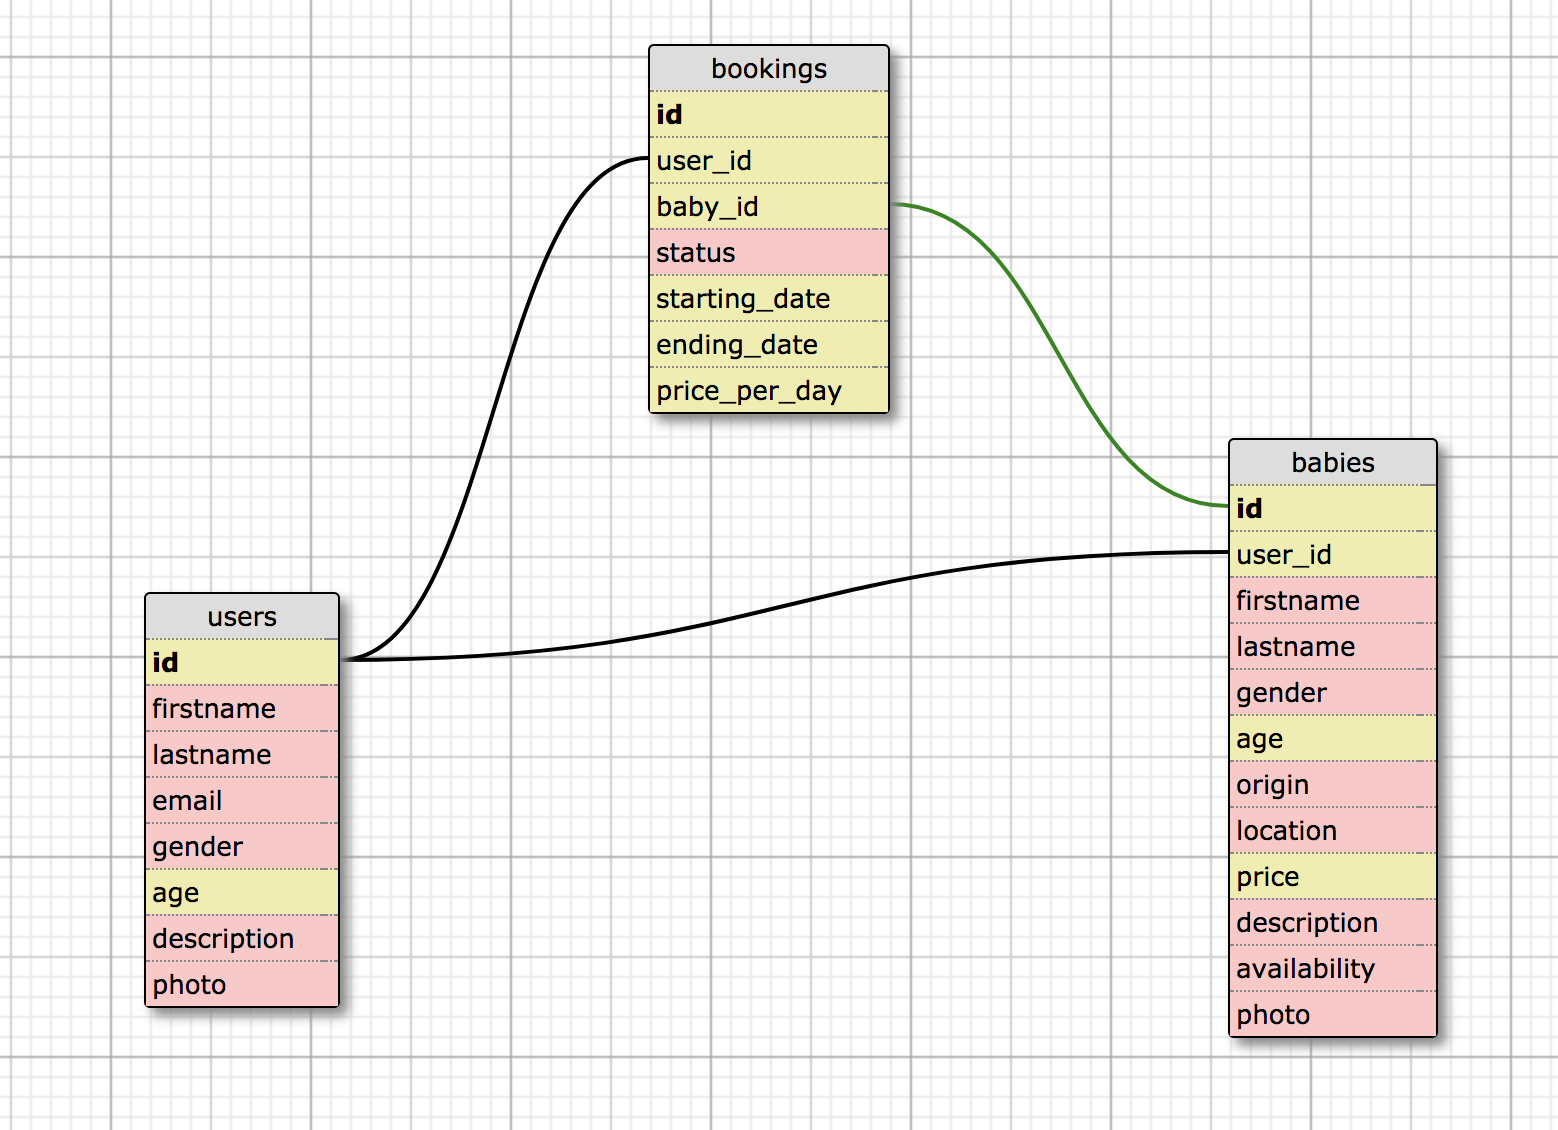 bookings
id
user_id
baby_id
status
starting_date
ending_date
price_per_day
babies
id
user_id
firstname
lastname
gender
age
origin
location
price
description
availability
photo
users
id
firstname
lastname
email
gender
age
description
photo